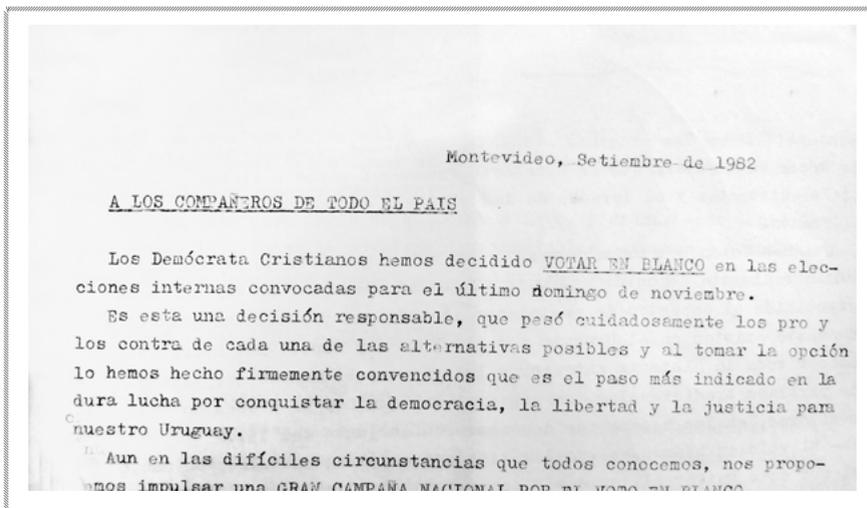 Montevideo, Setiembre de 1982
A LOS COMPAÑEROS DE TODO EL PAIS
Los Demócrata Cristianos hemos decidido VOTAR EN BLANCO en las elec-
ciones internas convocadas para el último domingo de noviembre.
Es esta una decisión responsable, que pesó cuidadosamente los pro y
los contra de cada una de las alternativas posibles y al tomar la opción
lo hemos hecho firmemente convencidos que es el paso más indicado en la
dura lucha por conquistar la democracia, la libertad y la justicia para
nuestro Uruguay.
Aun en las difíciles circunstancias que todos conocemos, nos propo-
nemos impulsar una GRAN CAMPAÑA NACIONAL POR EL VOTO EN BLANCO